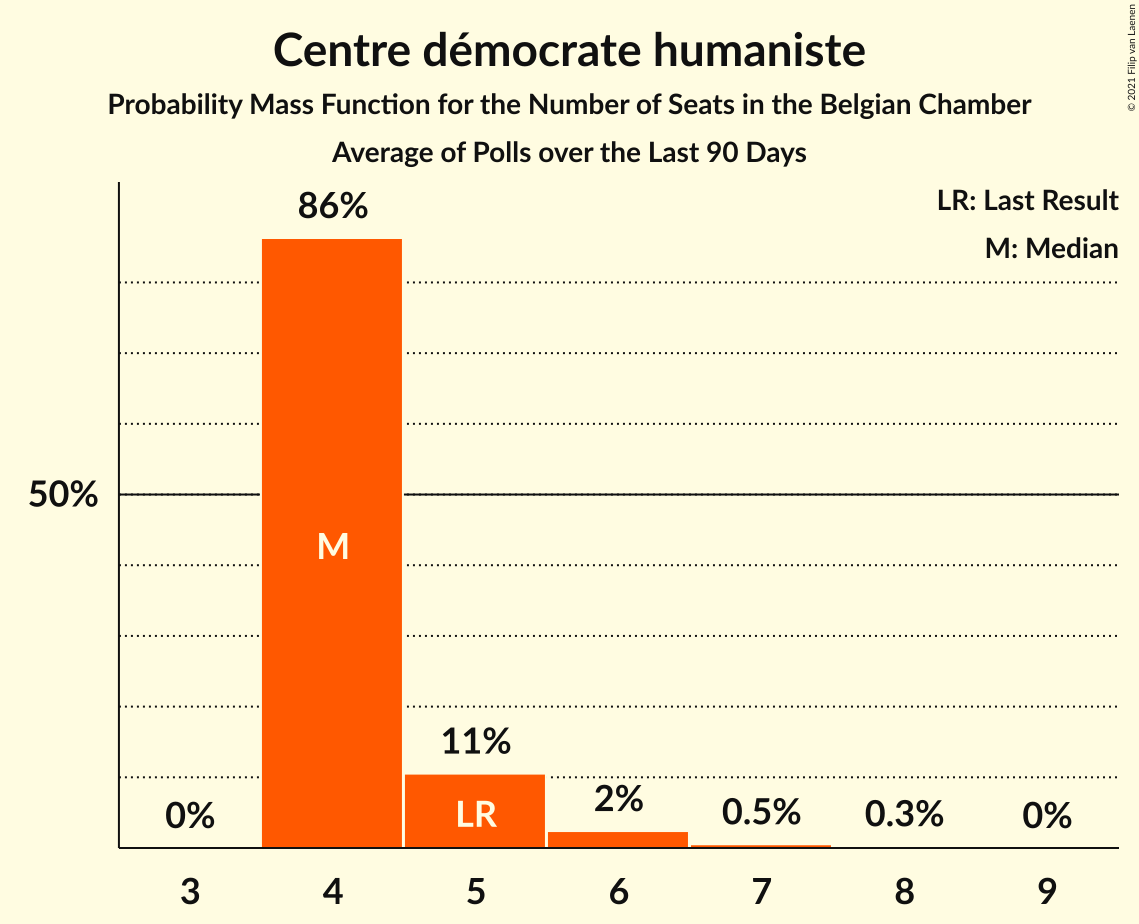 Centre démocrate humaniste
Probability Mass Function for the Number of Seats in the Belgian Chamber
Average of Polls over the Last 90 Days
© 2021 Filip van Laenen
LR: Last Result
M: Median
86%
50%
M
11%
LR
0%
2%
0.5%
0.3%
0%
3 4 5 6 7 8 9